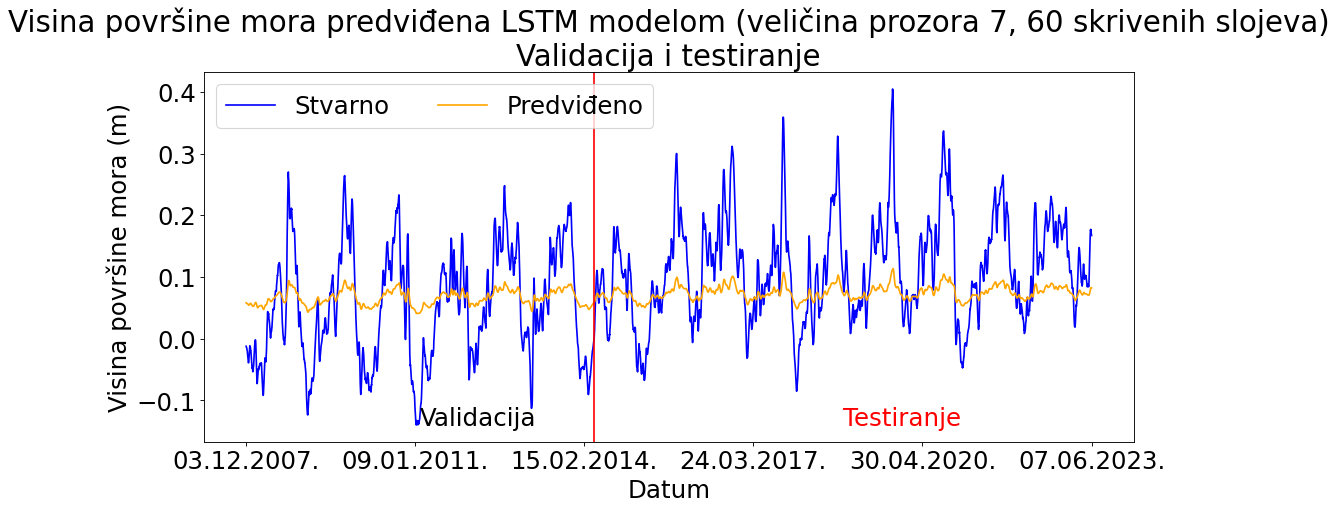 Visina površine mora predviđena LSTM modelom (veličina prozora 7, 60 skrivenih slojeva)
Validacija i testiranje
Stvarno
Predviđeno
Visina površine mora (m)
0.4
0.3
0.2
0.1
0.0
−0.1
Validacija
Testiranje
03.12.2007.
09.01.2011.
15.02.2014.
24.03.2017.
30.04.2020.
07.06.2023.
Datum